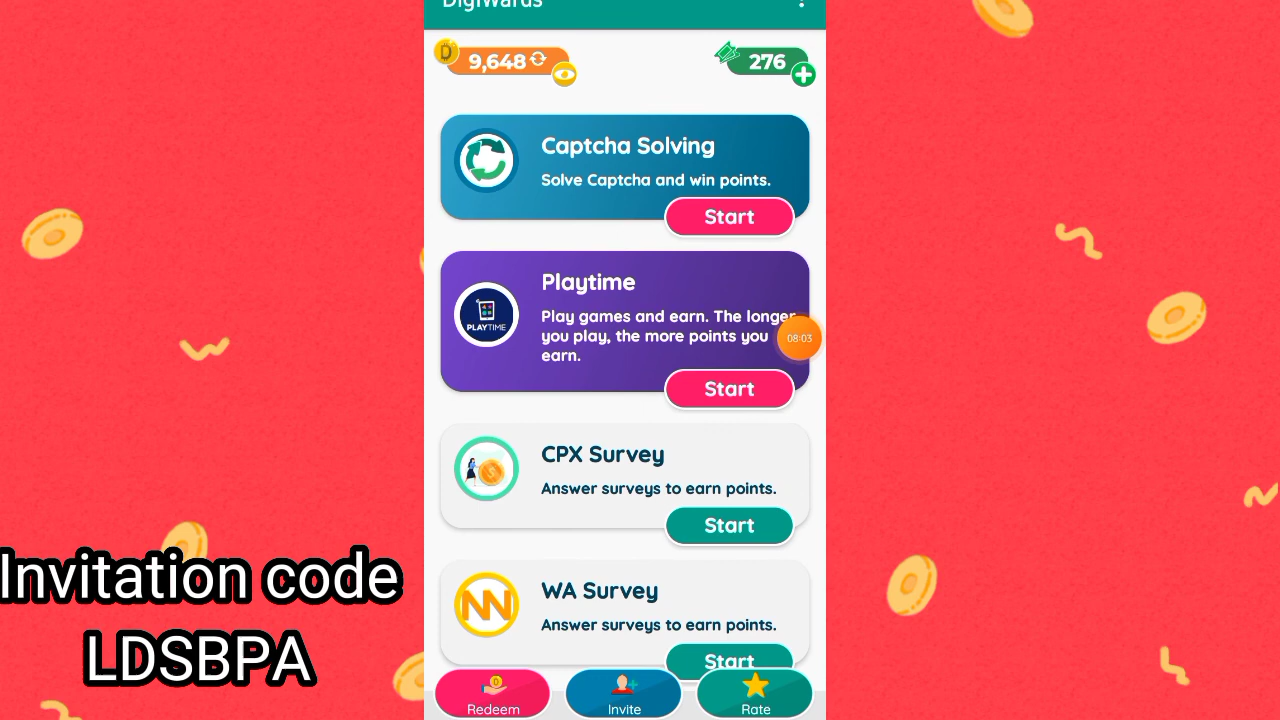 DigiWards
9,648
276
Captcha Solving
Solve Captcha and win points.
Start
Playtime
PLAYTIME
Play games and earn. The longer
you play, the more points you
earn.
08:03
Start
CPX Survey
Answer surveys to earn points.
Start
WA Survey
Answer surveys to earn points.
Start
Redeem
Invite
Rate
Invitation code
LDSBPA